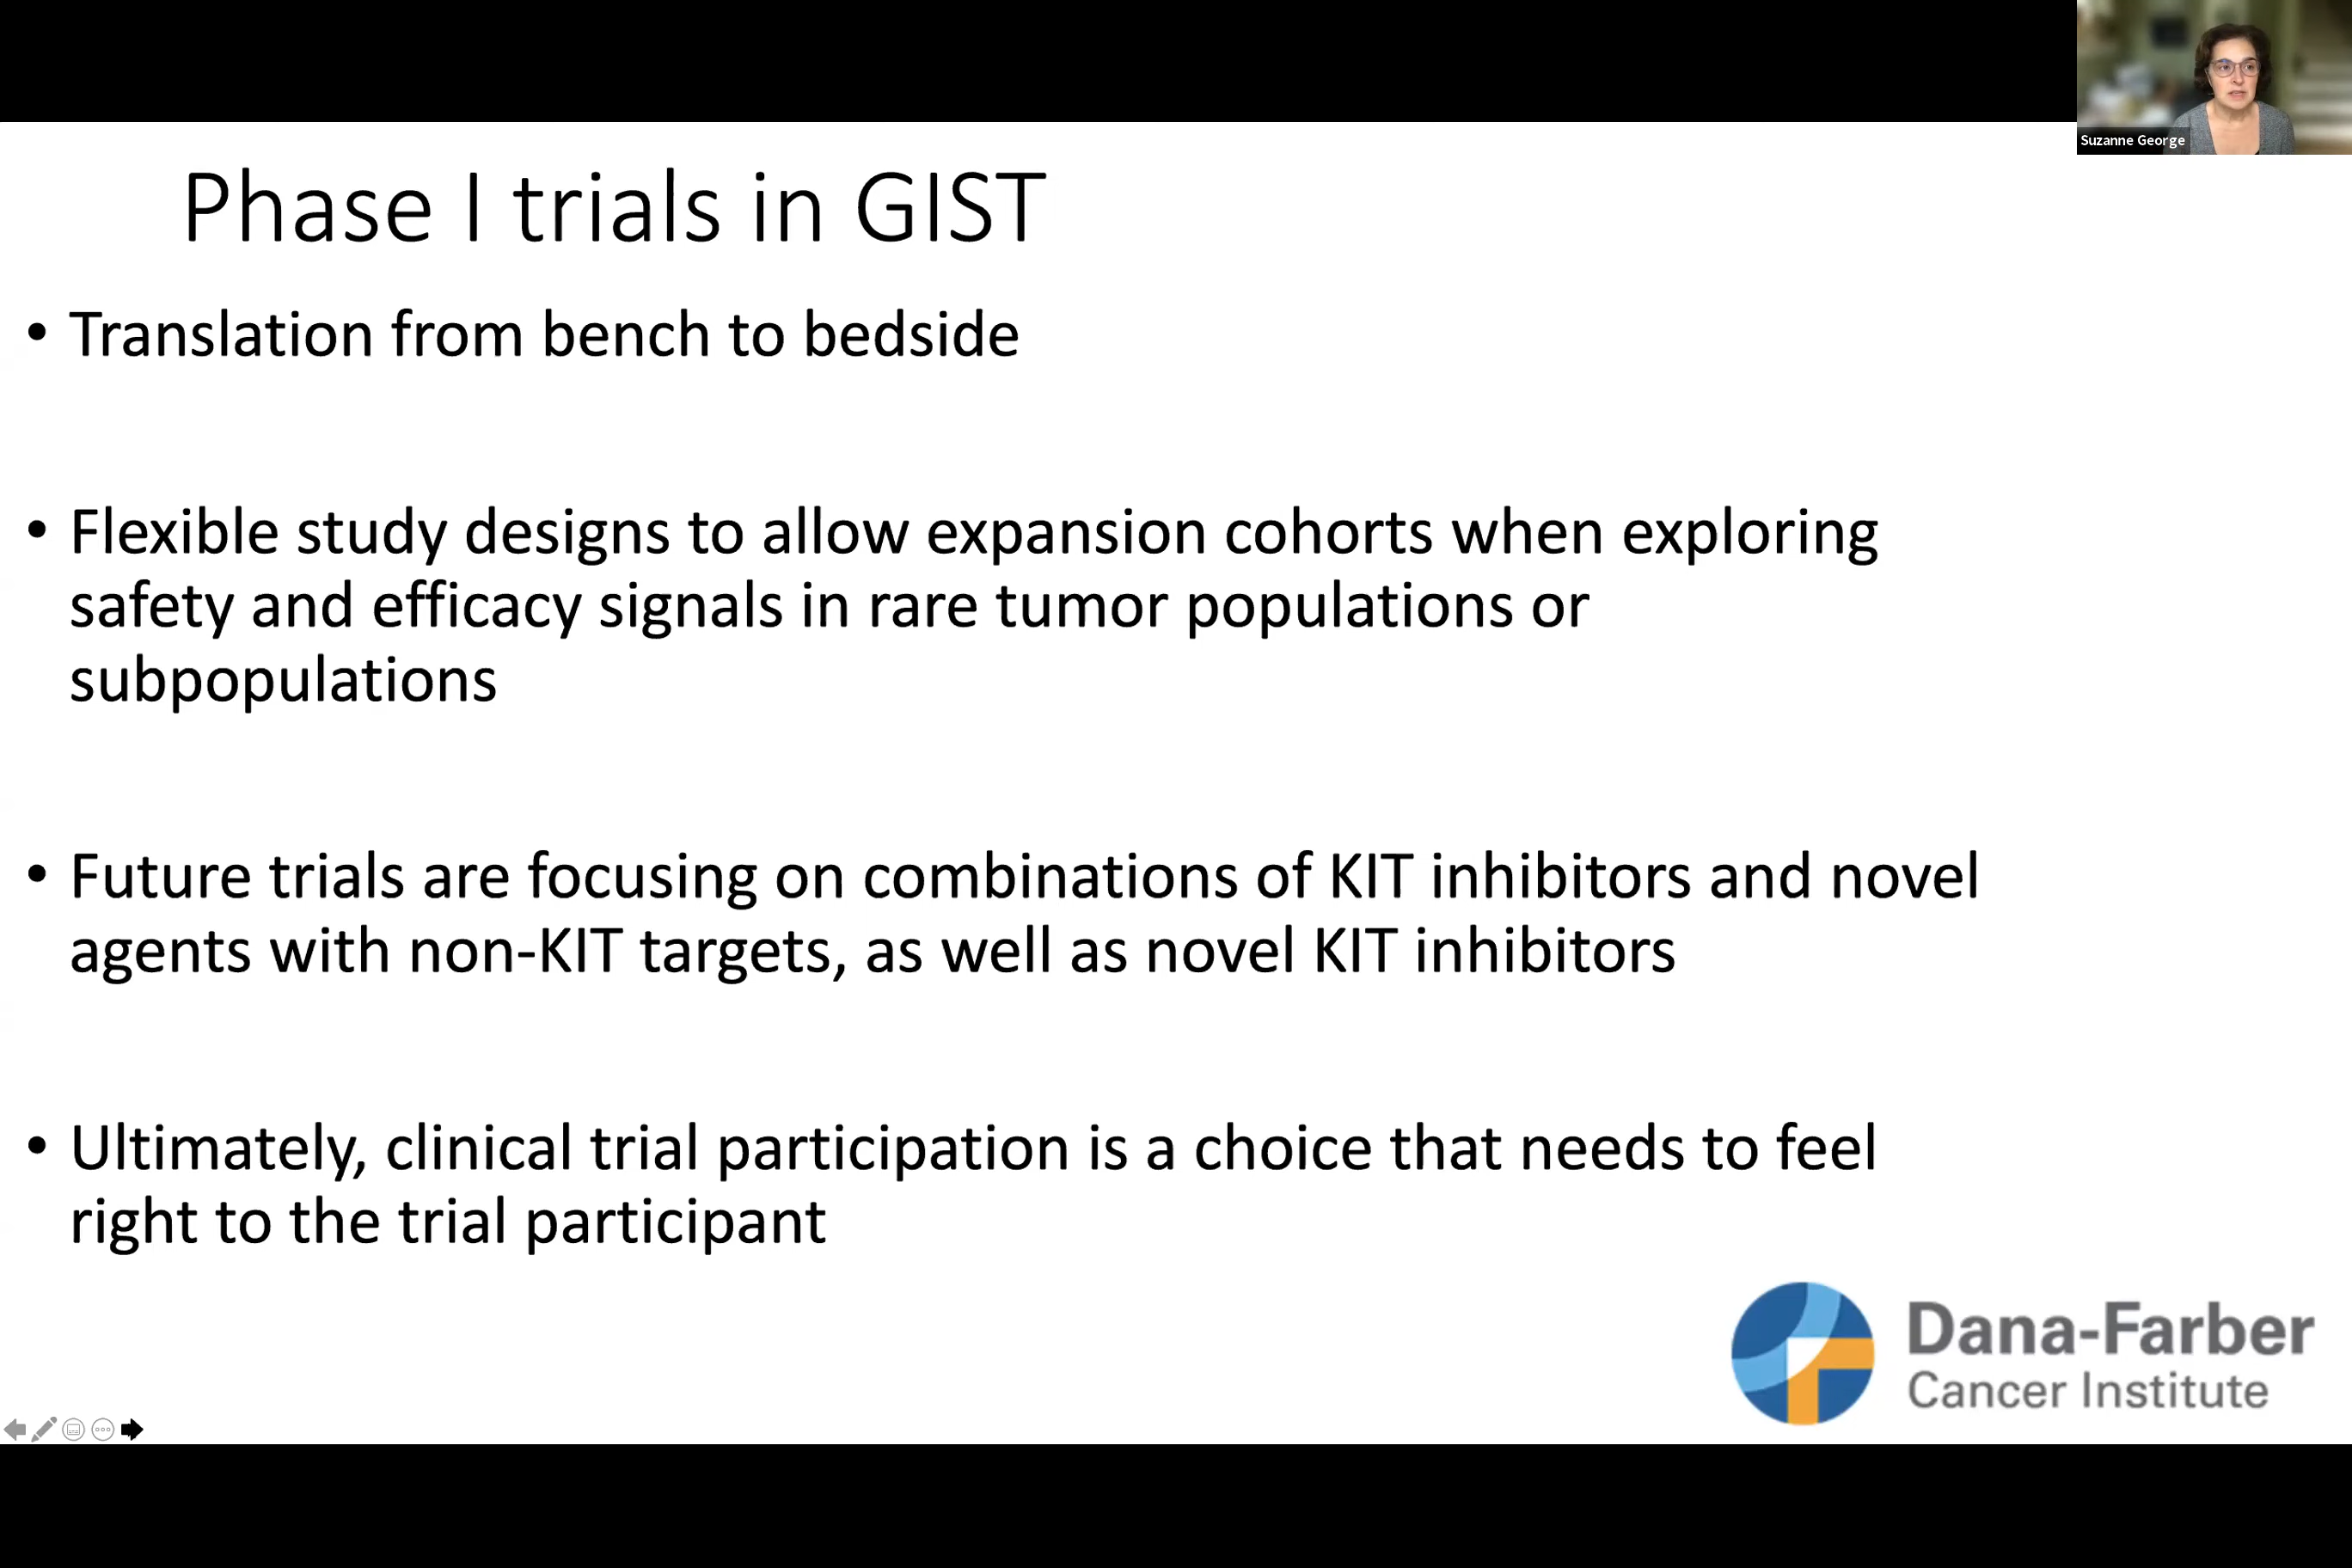 Suzanne George
Phase I trials in GIST
• Translation from bench to bedside
• Flexible study designs to allow expansion cohorts when exploring
safety and efficacy signals in rare tumor populations or
subpopulations
• Future trials are focusing on combinations of KIT inhibitors and novel
agents with non-KIT targets, as well as novel KIT inhibitors
• Ultimately, clinical trial participation is a choice that needs to feel
right to the trial participant
Dana-Farber
Cancer Institute